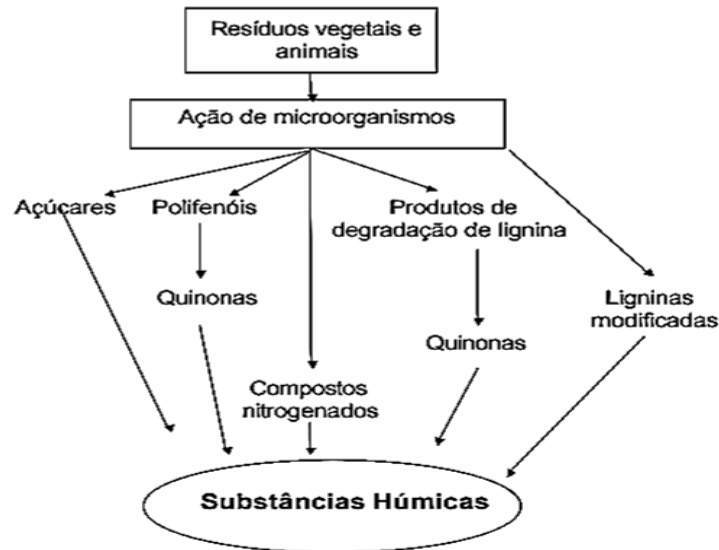 Resíduos vegetais e
animais
Ação de microorganismos
Açúcares
Polifenóis
Produtos de
degradação de lignina
Quinonas
Ligninas
modificadas
Quinonas
Compostos
nitrogenados
Substâncias Húmicas